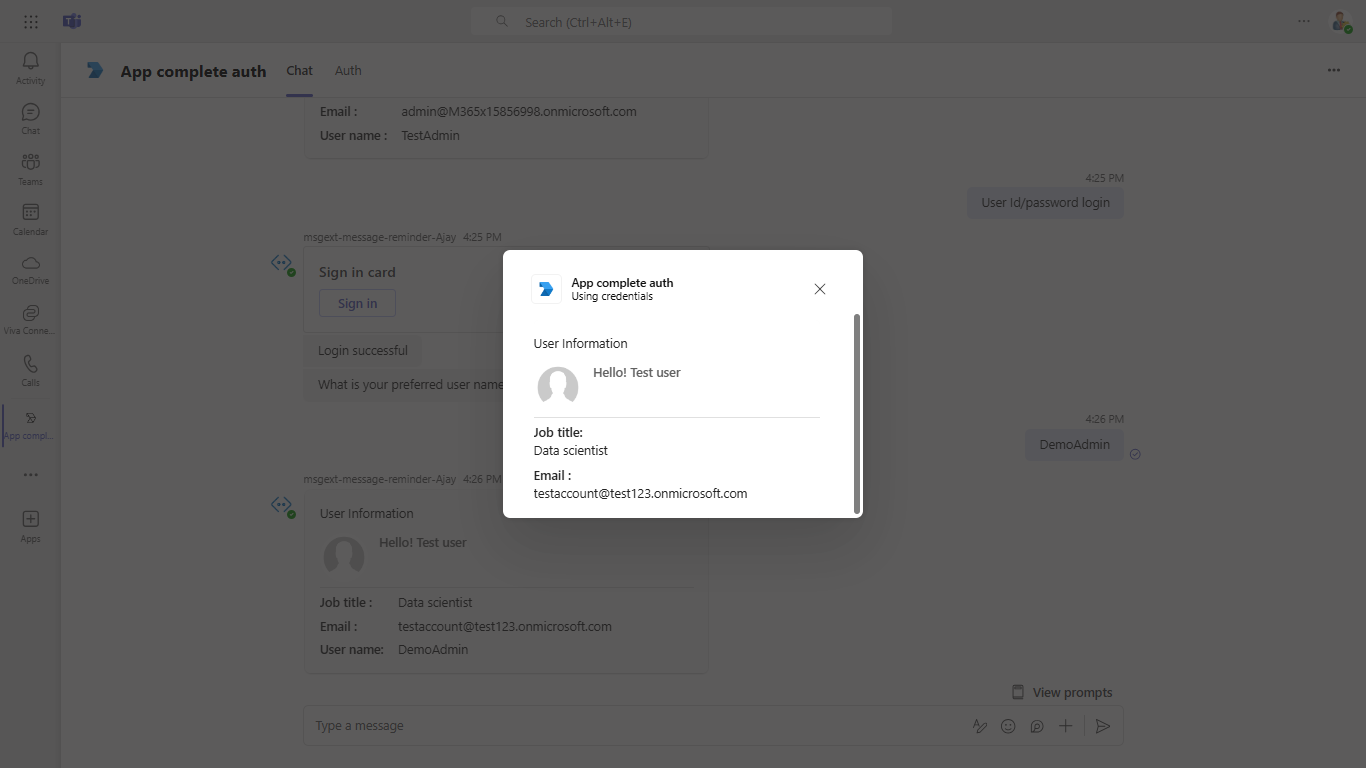 Search (Ctrl+Alt+E)
Activity
Chat
Teams
Calendar
OneDrive
Viva Conne...
Calls
App compl...
Apps
App complete auth Chat Auth
Email : admin@M365x15856998.onmicrosoft.com
User name : TestAdmin
4:25 PM
User Id/password login
msgext-message-reminder-Ajay 4:25 PM
Sign in card
Sign in
Login successful
What is your preferred user name
4:26 PM
DemoAdmin
msgext-message-reminder-Ajay 4:26 PM
User Information
Hello! Test user
Job title : Data scientist
Email : testaccount@test123.onmicrosoft.com
User name: DemoAdmin
View prompts
Type a message
App complete auth
Using credentials
User Information
Hello! Test user
Job title:
Data scientist
Email :
testaccount@test123.onmicrosoft.com